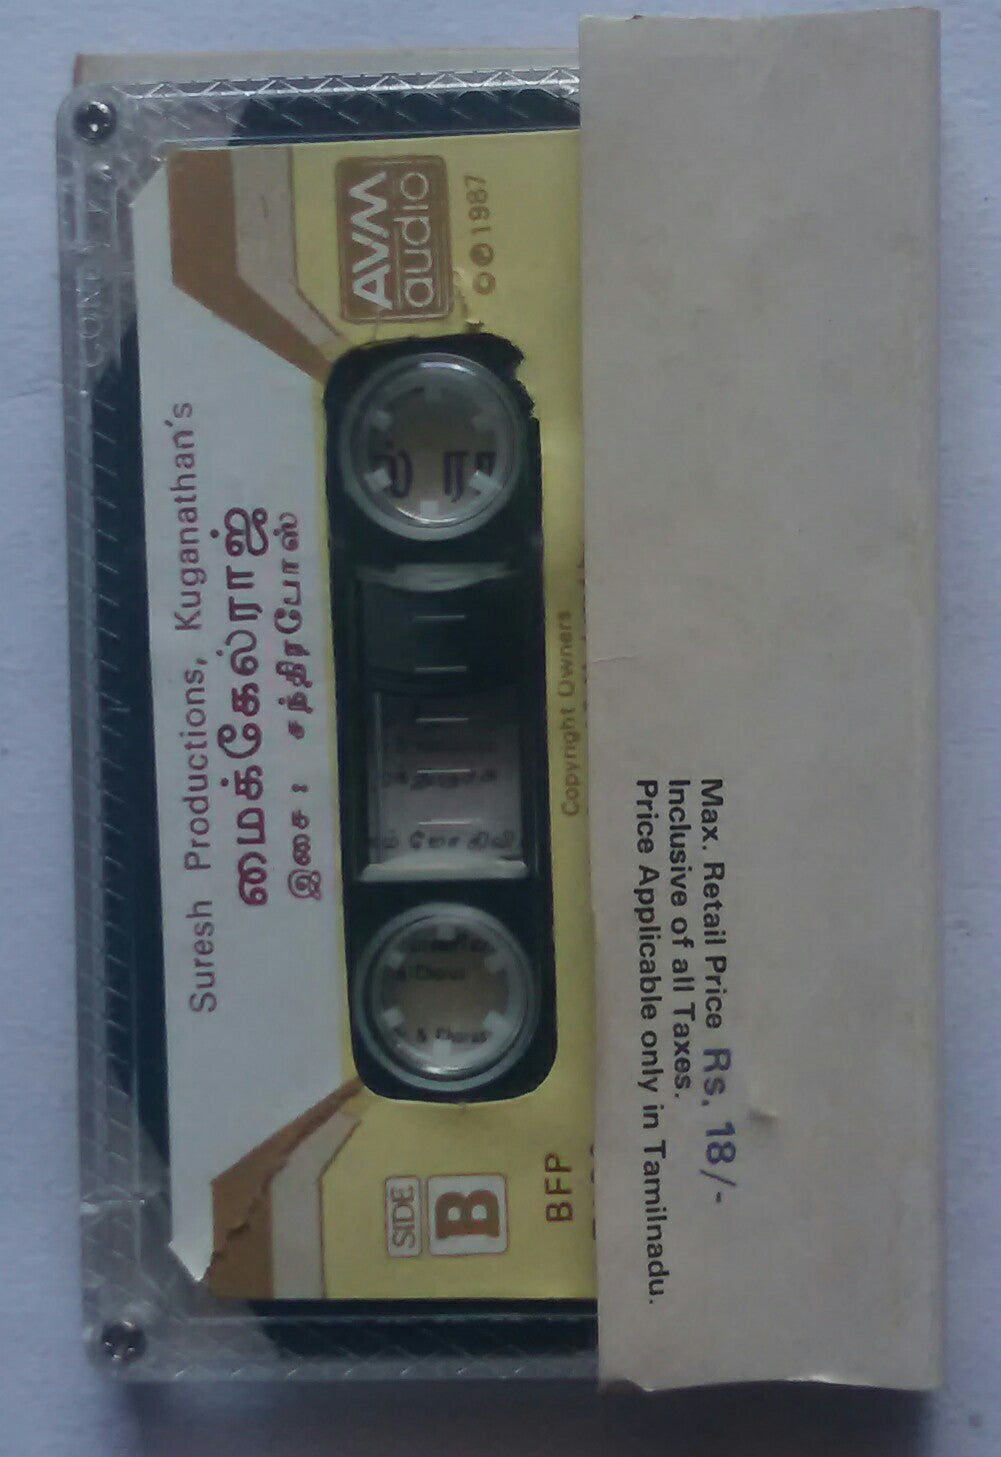 AVM
audio
©℗1987
Suresh Productions, Kuganathan's
மைக்கேல்ராஜ்
இசை : சந்திரபோஸ்
Copyright Owners
SIDE
B
BFP
Max. Retail Price Rs. 18/-
Inclusive of all Taxes.
Price Applicable only in Tamilnadu.